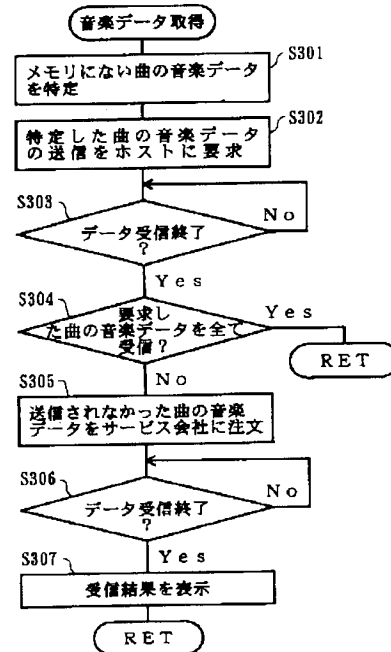 音楽データ取得
S301
メモリにない曲の音楽データ
を特定
S302
特定した曲の音楽データ
の送信をホストに要求
S303
No
データ受信終了
?
Yes
S304
要求し
た曲の音楽データを全て
受信?
Yes
RET
No
S305
送信されなかった曲の音楽
データをサービス会社に注文
S306
No
データ受信終了
?
Yes
S307
受信結果を表示
RET